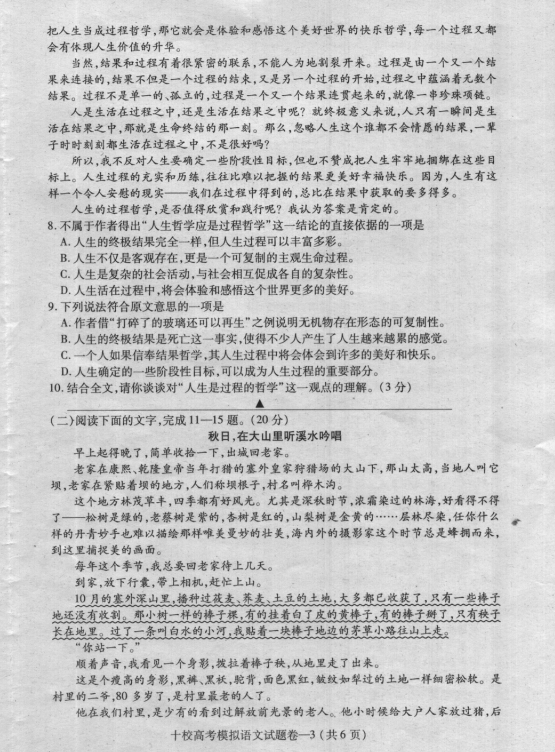 把人生当成过程哲学,那它就会是体验和感悟这个美好世界的快乐哲学,每一个过程又都
会有体现人生价值的升华。
当然,结果和过程有着很紧密的联系,不能人为地割裂开来。过程是由一个又一个结
果来连接的,结果不但是一个过程的结束,又是另一个过程的开始,过程之中蕴涵着无数个
结果。过程不是单一的、孤立的,过程是一个又一个结果连贯起来的,就像一串珍珠项链。
人是生活在过程之中,还是生活在结果之中呢?就终极意义来说,人只有一瞬间是生
活在结果之中,那就是生命终结的那一刻。那么,忽略人生这个谁都不会情愿的结果,一辈
子时时刻刻都生活在过程之中,不是很好吗?
所以,我不反对人生要确定一些阶段性目标,但也不赞成把人生牢牢地捆绑在这些目
标上。人生过程的充实和历练,往往比难以把握的结果更美好幸福快乐。因为,人生有这
样一个令人安慰的现实——我们在过程中得到的,总比在结果中获取的要多得多。
人生的过程哲学,是否值得欣赏和践行呢?我认为答案是肯定的。
8.不属于作者得出“人生哲学应是过程哲学”这一结论的直接依据的一项是
A.人生的终极结果完全一样,但人生过程可以丰富多彩。
B.人生不仅是客观存在,更是一个可复制的主观生命过程。
C.人生是复杂的社会活动,与社会相互促成各自的复杂性。
D.人生活在过程中,将会体验和感悟这个世界更多的美好。
9.下列说法符合原文意思的一项是
A.作者借“打碎了的玻璃还可以再生”之例说明无机物存在形态的可复制性。
B.人生的终极结果是死亡这一事实,使得不少人产生了人生越来越累的感觉。
C.一个人如果信奉结果哲学,其人生过程中将会体会到许多的美好和快乐。
D.人生确定的一些阶段性目标,可以成为人生过程的重要部分。
10.结合全文,请你谈谈对“人生是过程的哲学”这一观点的理解。(3分)
▲
(二)阅读下面的文字,完成11—15题。(20分)
秋日,在大山里听溪水吟唱
早上起得晚了,简单收拾一下,出城回老家。
老家在康熙、乾隆皇帝当年打猎的塞外皇家狩猎场的大山下,那山太高,当地人叫它
坝,老家在紧贴着坝的地方,人们称坝根子,村名叫桦木沟。
这个地方林茂草丰,四季都有好风光。尤其是深秋时节,浓霜染过的林海,好看得不得
了——松树是绿的,老蔡树是紫的,杏树是红的,山梨树是金黄的……层林尽染,任你什么
样的丹青妙手也难以描绘那样唯美曼妙的壮美,海内外的摄影家这个时节总是蜂拥而来,
到这里捕捉美的画面。
每年这个季节,我总要回老家待上几天。
到家,放下行囊,带上相机,赶忙上山。
10月的塞外深山里,播种过莜麦、荞麦、土豆的土地,大多都已收获了,只有一些棒子
地还没有收割。那小树一样的棒子棵,有的挂着白了皮的黄棒子,有的棒子掰了,只有秧子
长在地里。过了一条叫白水的小河,我贴着一块棒子地边的茅草小路往山上走。
“你站一下。”
顺着声音,我看见一个身影,拨拉着棒子秧,从地里走了出来。
这是个瘦高的身影,黑裤、黑袄,驼背,面色黑红,皱纹如犁过的土地一样细密松软。是
村里的二爷,80多岁了,是村里最老的人了。
他在我们村里,是少有的看到过解放前光景的老人。他小时候给大户人家放过猪,后
十校高考模拟语文试题卷—3(共6页)